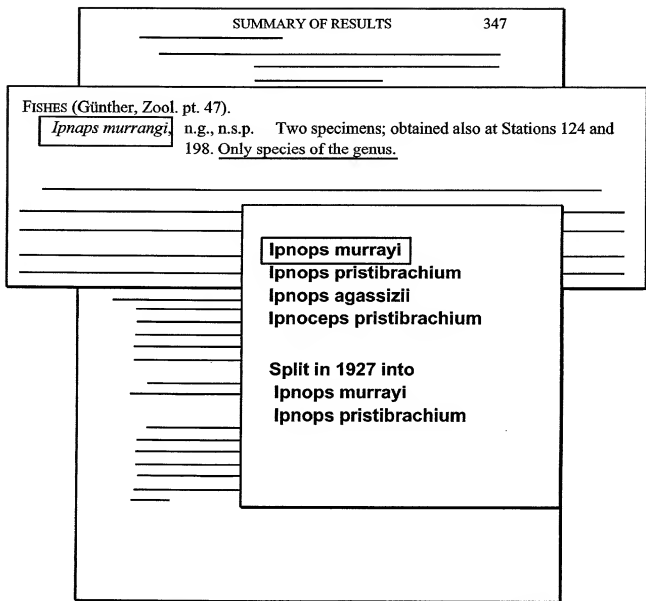 SUMMARY OF RESULTS 347
FISHES (Günther, Zool. pt. 47).
Ipnaps murrangi, n.g., n.s.p. Two specimens; obtained also at Stations 124 and
198. Only species of the genus.
Ipnops murrayi
Ipnops pristibrachium
Ipnops agassizii
Ipnoceps pristibrachium
Split in 1927 into
Ipnops murrayi
Ipnops pristibrachium